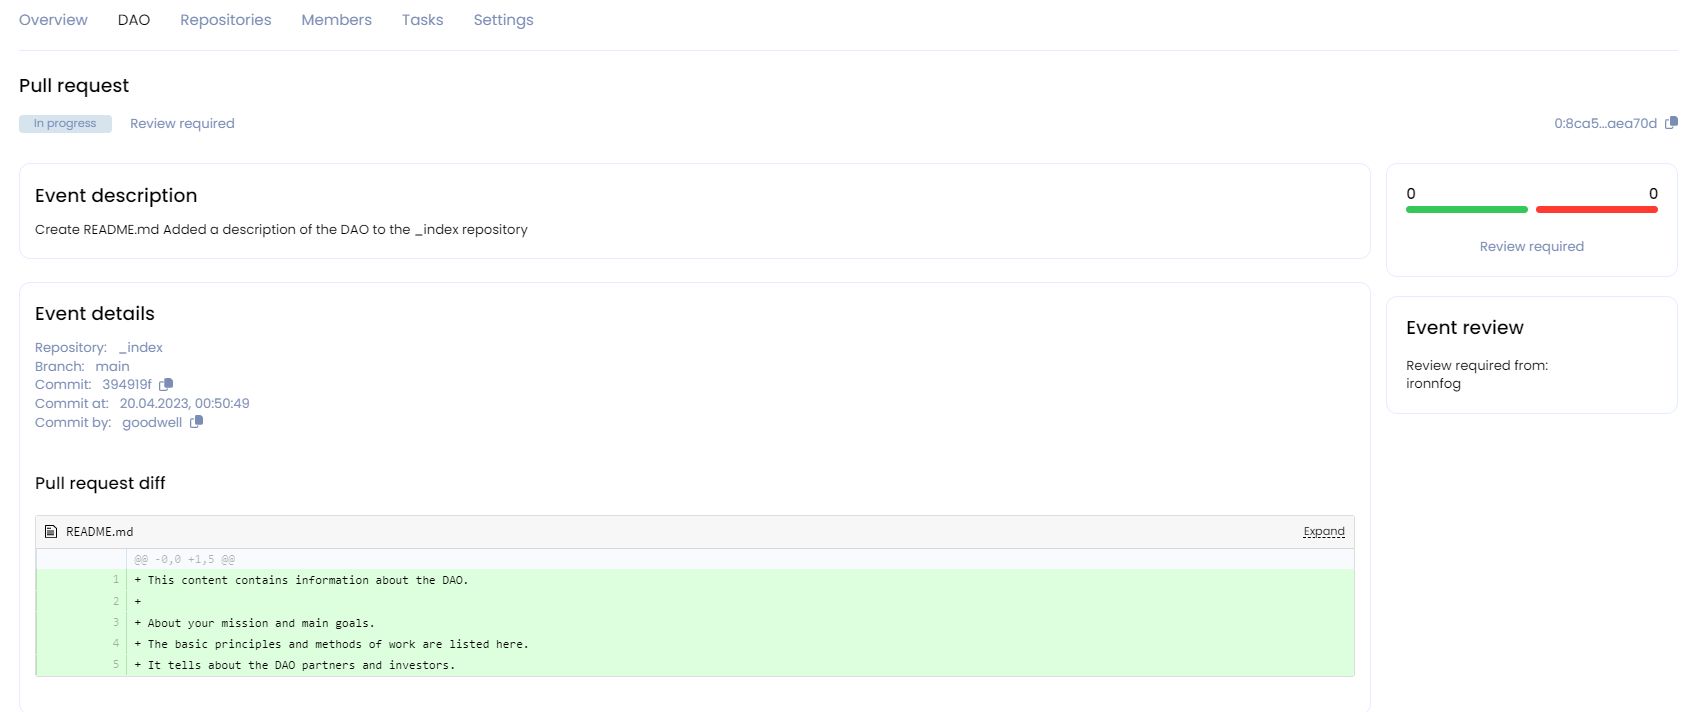 Overview DAO Repositories Members Tasks Settings
Pull request
In progress Review required 0:8ca5...aea70d
Event description
Create README.md Added a description of the DAO to the _index repository
0 0
Review required
Event details
Repository: _index
Branch: main
Commit: 394919f
Commit at: 20.04.2023, 00:50:49
Commit by: goodwell
Event review
Review required from:
ironnfog
Pull request diff
README.md Expand
@@ -0,0 +1,5 @@
1 + This content contains information about the DAO.
2 +
3 + About your mission and main goals.
4 + The basic principles and methods of work are listed here.
5 + It tells about the DAO partners and investors.